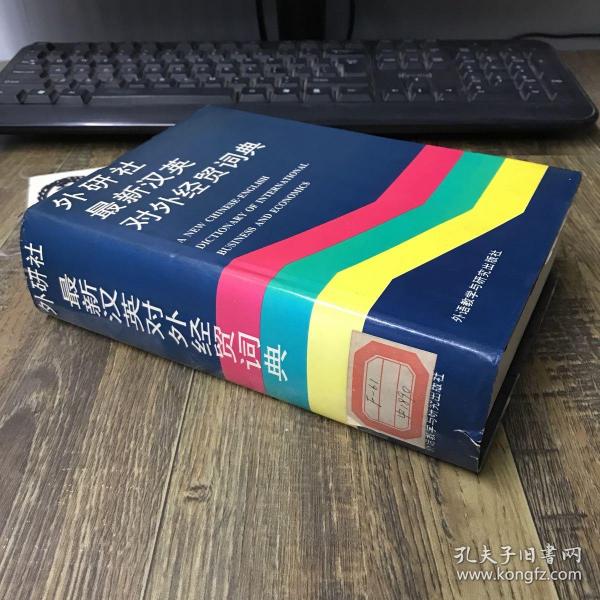 外研社
最新汉英
对外经贸词典
A NEW CHINESE-ENGLISH
DICTIONARY OF INTERNATIONAL
BUSINESS AND ECONOMICS
外语教学与研究出版社
外研社
最新汉英对外经贸词典
F-61
外语教学与研究出版社
孔夫子旧书网
www.kongfz.com